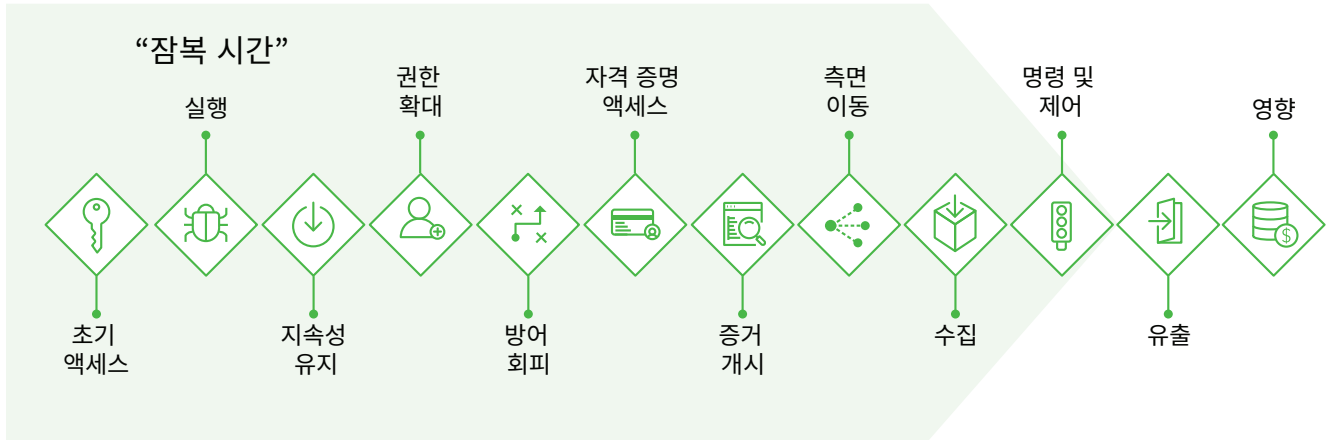 “잠복 시간”
초기
액세스
실행
지속성
유지
권한
확대
방어
회피
자격 증명
액세스
증거
개시
측면
이동
수집
명령 및
제어
유출
영향
$